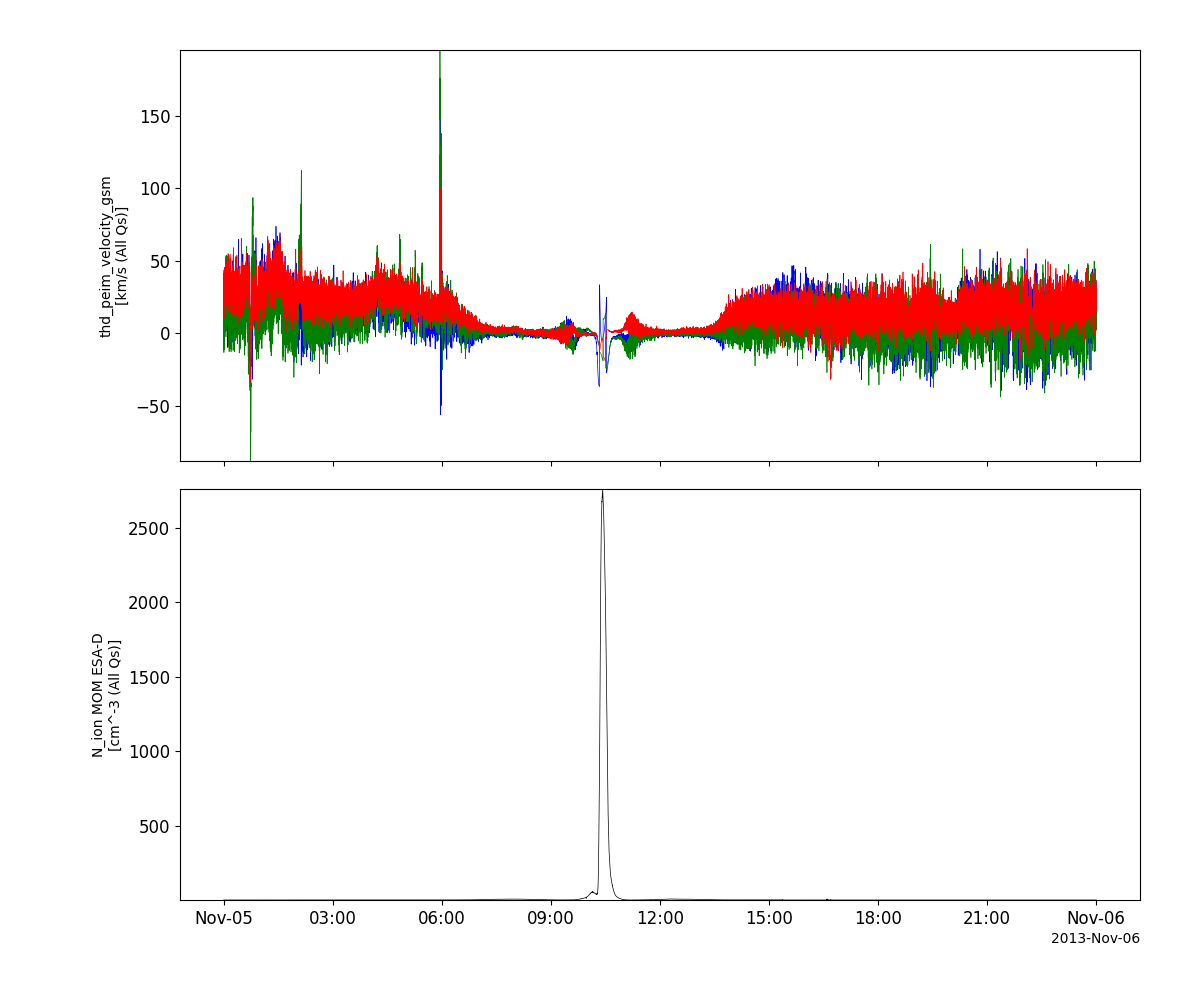 thd_peim_velocity_gsm
[km/s (All Qs)]
150
100
50
0
−50
N_ion MOM ESA-D
[cm^-3 (All Qs)]
2500
2000
1500
1000
500
Nov-05 03:00 06:00 09:00 12:00 15:00 18:00 21:00 Nov-06
2013-Nov-06